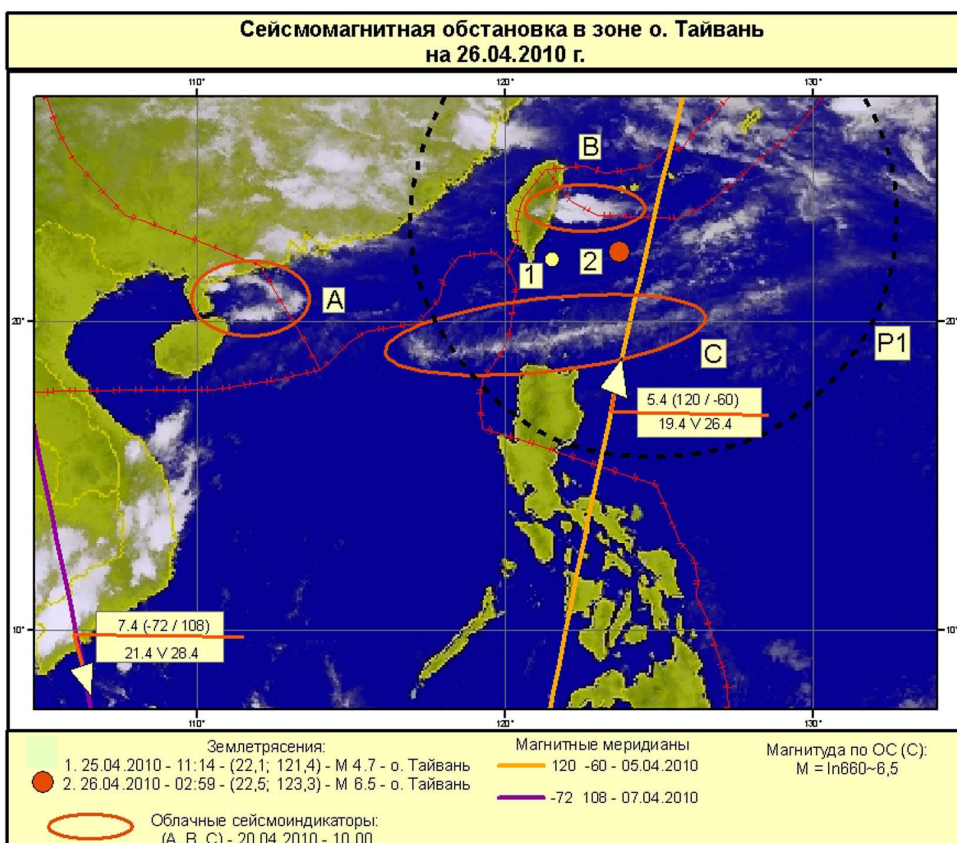 Сейсмомагнитная обстановка в зоне о. Тайвань
на 26.04.2010 г.
110°
120°
130°
B
1
2
A
20°
20°
C
P1
5.4 (120 / -60)
19.4 V 26.4
7.4 (-72 / 108)
21.4 V 28.4
10°
10°
110°
120°
130°
Землетрясения:
1. 25.04.2010 - 11:14 - (22,1; 121,4) - М 4.7 - о. Тайвань
2. 26.04.2010 - 02:59 - (22,5; 123,3) - М 6.5 - о. Тайвань
Облачные сейсмоиндикаторы:
(A, B, C) - 20.04.2010 - 10.00
Магнитные меридианы
120 -60 - 05.04.2010
-72 108 - 07.04.2010
Магнитуда по ОС (С):
M = ln660~6,5